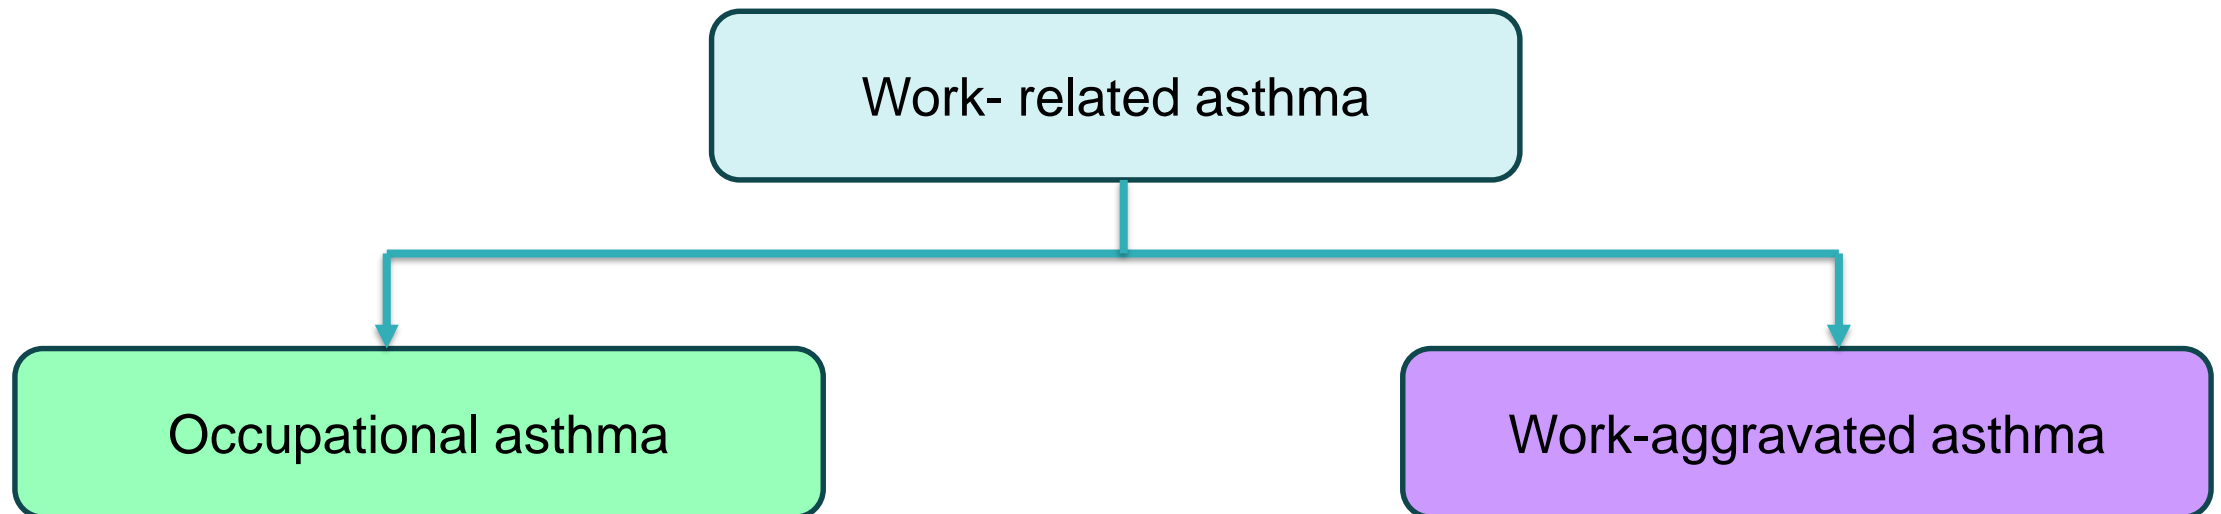 Work- related asthma
Occupational asthma
Work-aggravated asthma